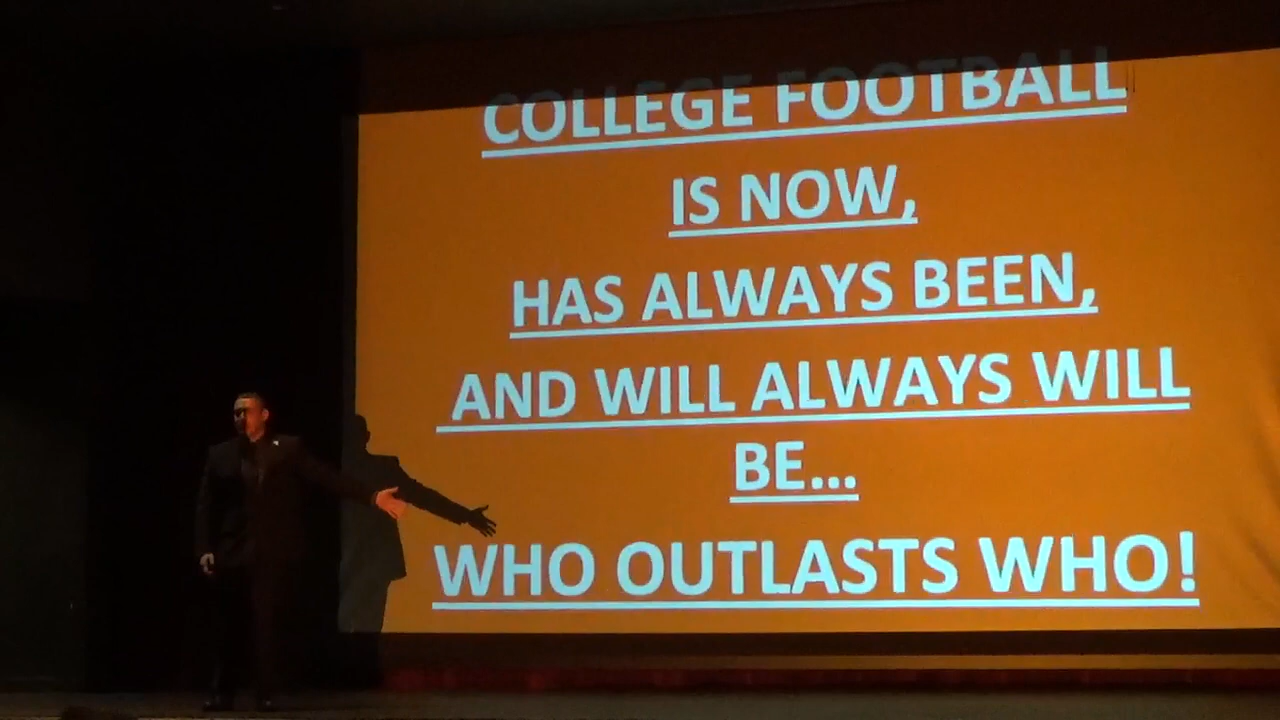 COLLEGE FOOTBALL
IS NOW,
HAS ALWAYS BEEN,
AND WILL ALWAYS WILL
BE...
WHO OUTLASTS WHO!